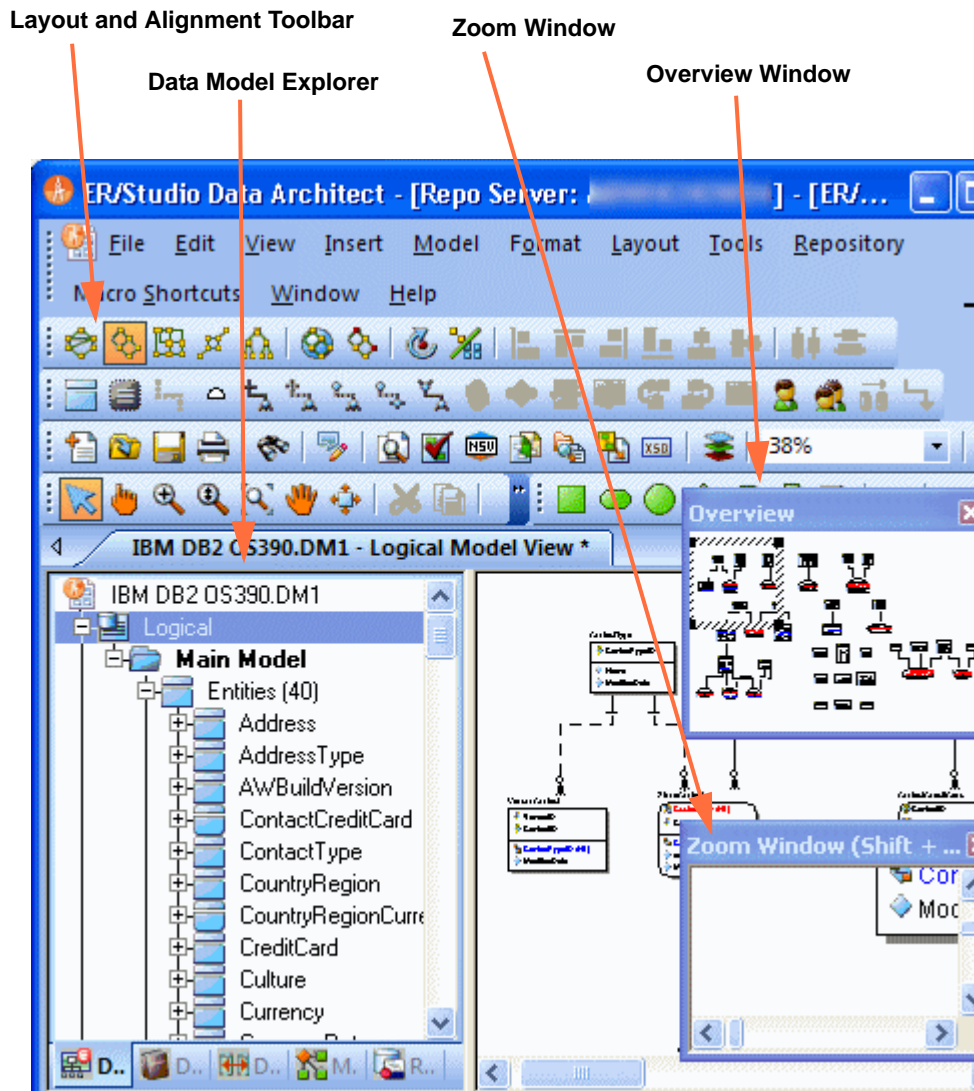 Layout and Alignment Toolbar
Zoom Window
Data Model Explorer
Overview Window
ER/Studio Data Architect - [Repo Server: ] - [ER/...
File Edit View Insert Model Format Layout Tools Repository
Macro Shortcuts Window Help
NSU
XSD
38%
IBM DB2 OS390.DM1 - Logical Model View *
Overview
IBM DB2 OS390.DM1
Logical
Main Model
Entities (40)
Address
AddressType
AWBuildVersion
ContactCreditCard
ContactType
CountryRegion
CountryRegionCurre
CreditCard
Culture
Currency
Zoom Window (Shift + ...
Cor
Moc
D.. D.. D.. M. R..